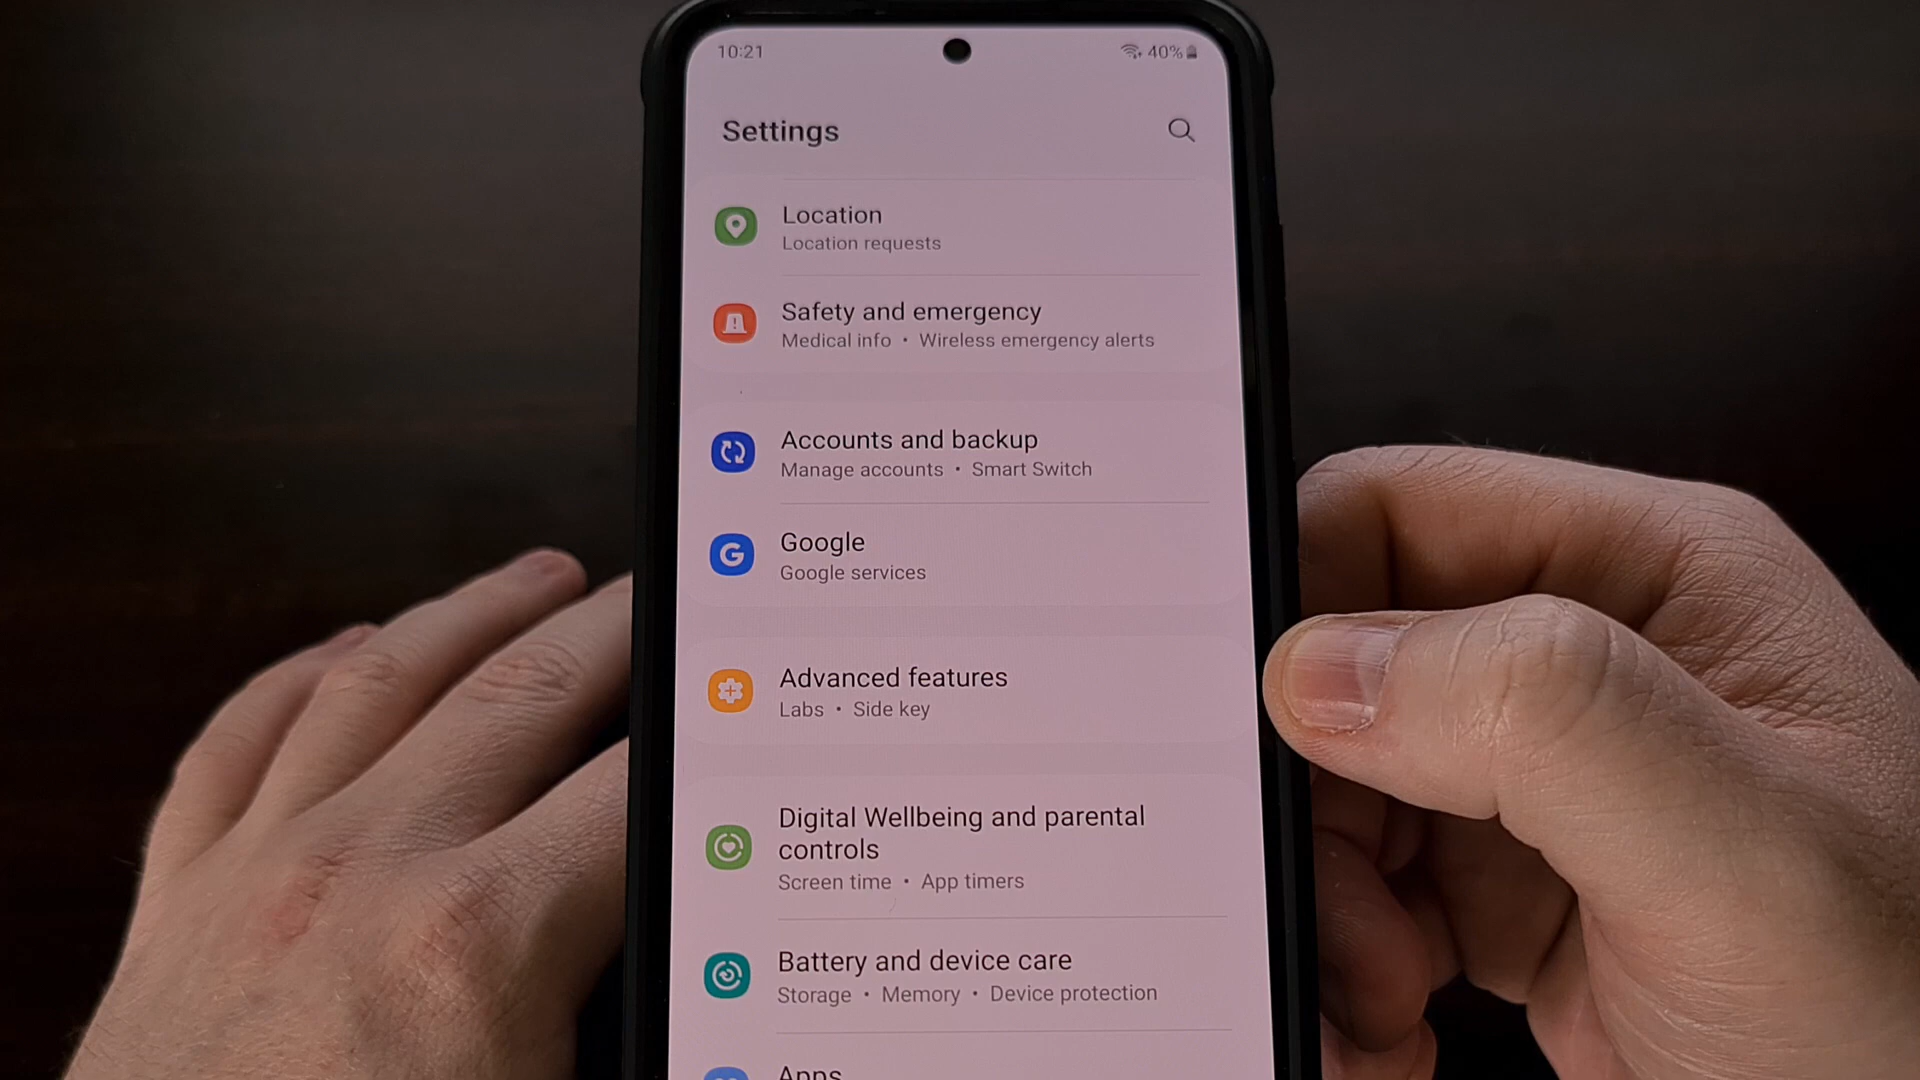 10:21
40%
Settings
Location
Location requests
Safety and emergency
Medical info • Wireless emergency alerts
Accounts and backup
Manage accounts • Smart Switch
G
Google
Google services
Advanced features
Labs • Side key
Digital Wellbeing and parental
controls
Screen time • App timers
Battery and device care
Storage • Memory • Device protection
Apps